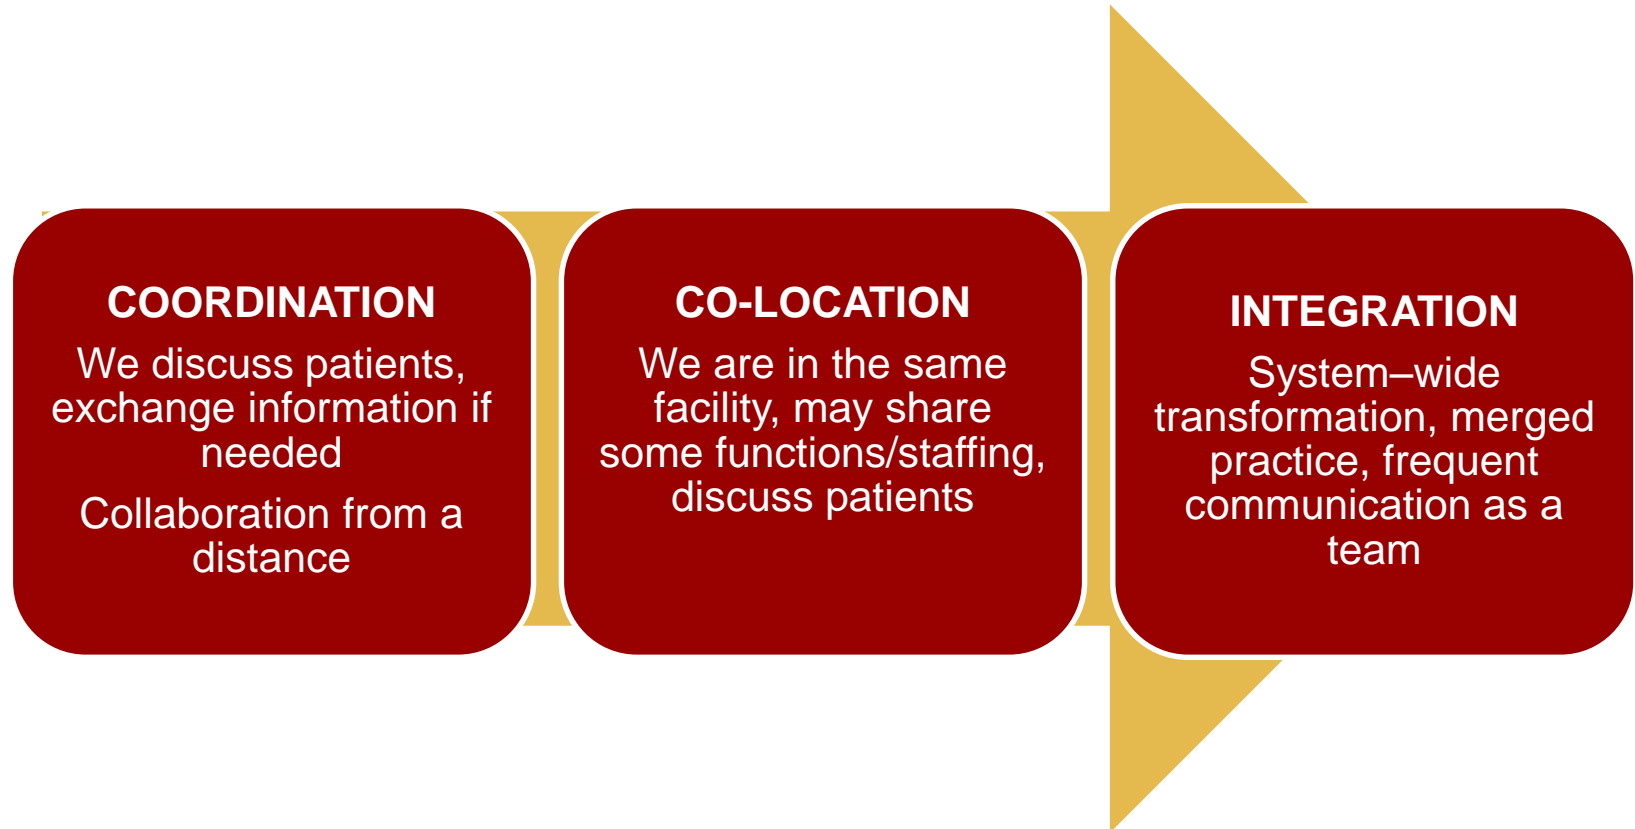 COORDINATION
We discuss patients,
exchange information if
needed
Collaboration from a
distance
CO-LOCATION
We are in the same
facility, may share
some functions/staffing,
discuss patients
INTEGRATION
System–wide
transformation, merged
practice, frequent
communication as a
team